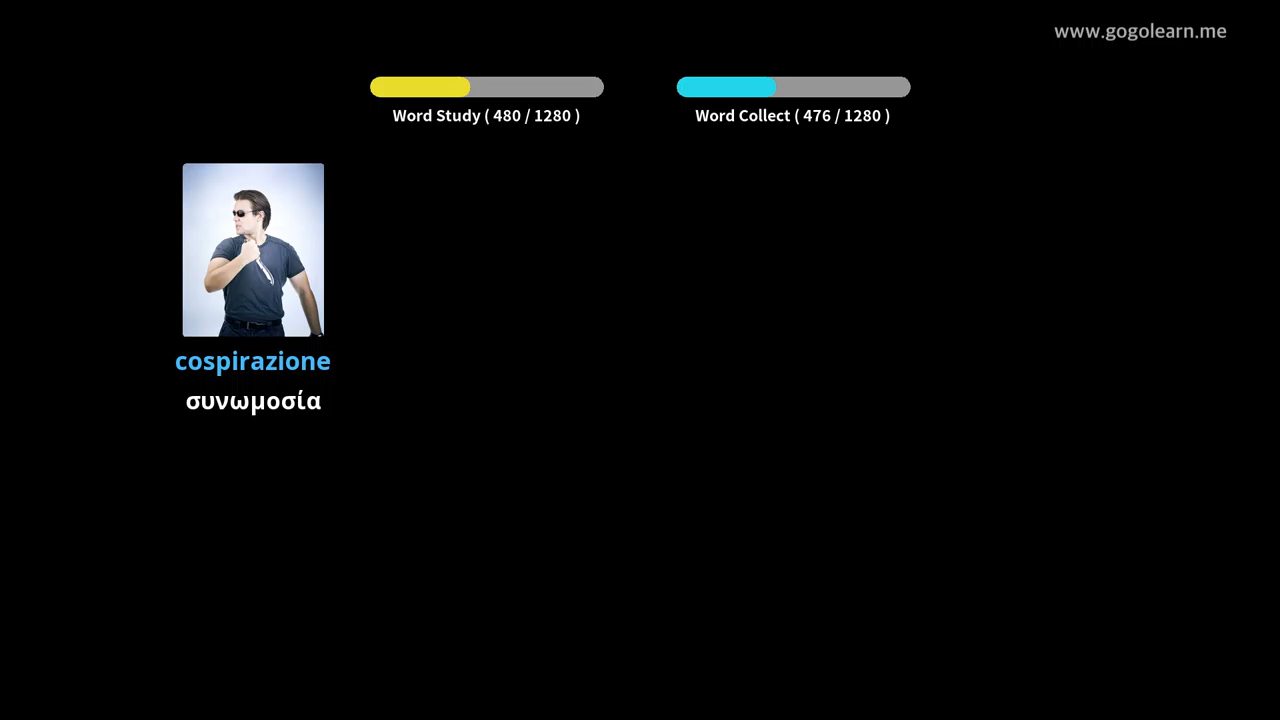 www.gogolearn.me
Word Study ( 480 / 1280 )
Word Collect ( 476 / 1280 )
cospirazione
συνωμοσία